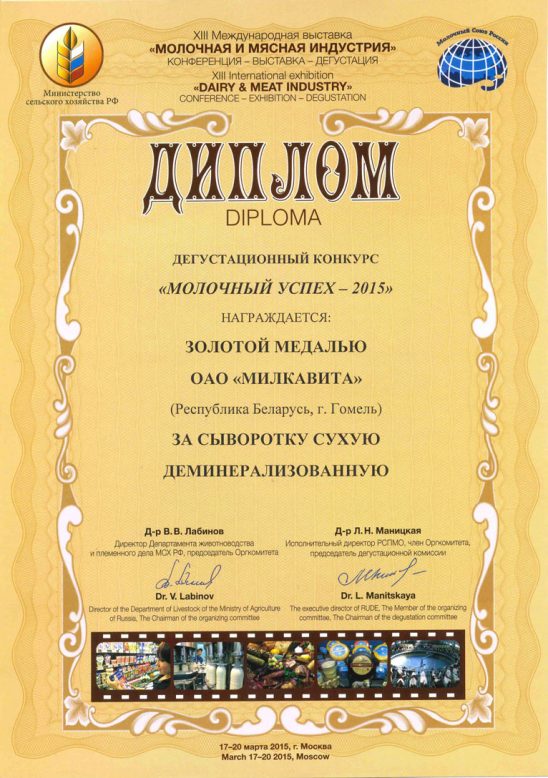 XIII Международная выставка
«МОЛОЧНАЯ И МЯСНАЯ ИНДУСТРИЯ»
КОНФЕРЕНЦИЯ – ВЫСТАВКА – ДЕГУСТАЦИЯ
XIII International exhibition
«DAIRY & MEAT INDUSTRY»
CONFERENCE – EXHIBITION – DEGUSTATION
Министерство
сельского хозяйства РФ
Молочный Союз России
ДИПЛОМ
DIPLOMA
ДЕГУСТАЦИОННЫЙ КОНКУРС
«МОЛОЧНЫЙ УСПЕХ – 2015»
НАГРАЖДАЕТСЯ:
ЗОЛОТОЙ МЕДАЛЬЮ
ОАО «МИЛКАВИТА»
(Республика Беларусь, г. Гомель)
ЗА СЫВОРОТКУ СУХУЮ
ДЕМИНЕРАЛИЗОВАННУЮ
Д-р В. В. Лабинов
Директор Департамента животноводства
и племенного дела МСХ РФ, председатель Оргкомитета
Dr. V. Labinov
Director of the Department of Livestock of the Ministry of Agriculture
of Russia, The Chairman of the organizing committee
Д-р Л. Н. Маницкая
Исполнительный директор РСПМО, член Оргкомитета,
председатель дегустационной комиссии
Dr. L. Manitskaya
The executive director of RUDE, The Member of the organizing
committee, The Chairman of the degustation committee
17–20 марта 2015, г. Москва
March 17–20 2015, Moscow